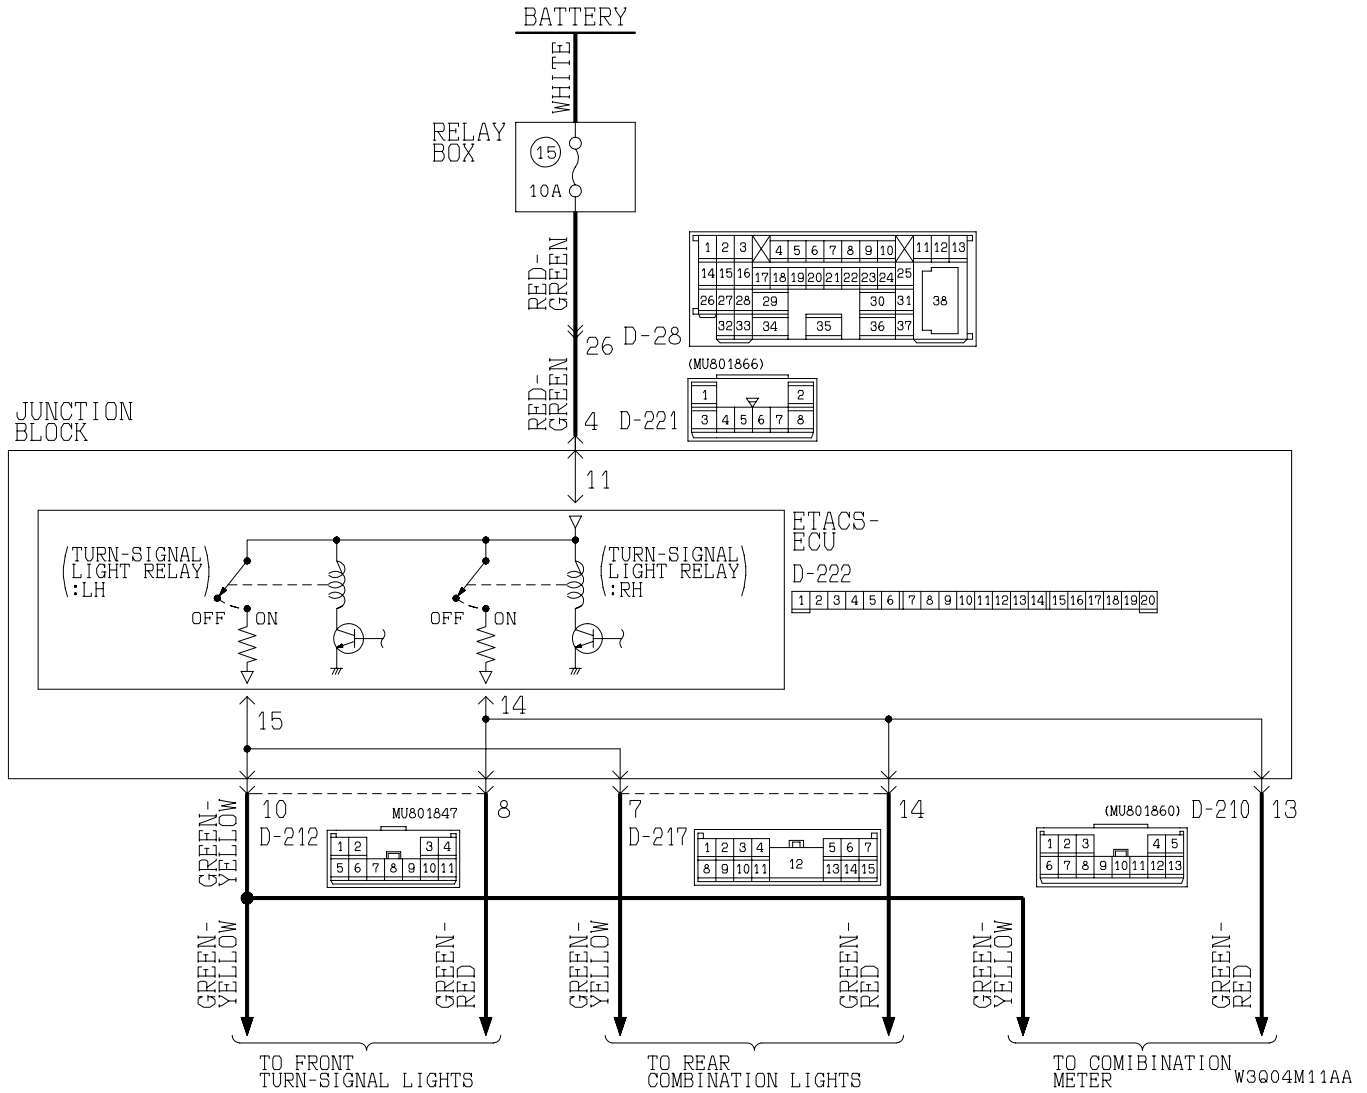 BATTERY
WHITE
RELAY
BOX
15
10A
RED-
GREEN
26 D-28
1 2 3 4 5 6 7 8 9 10 11 12 13
14 15 16 17 18 19 20 21 22 23 24 25
26 27 28 29 30 31 38
32 33 34 35 36 37
RED-
GREEN
4 D-221
(MU801866)
1 2
3 4 5 6 7 8
JUNCTION
BLOCK
11
ETACS-
ECU
D-222
1 2 3 4 5 6 7 8 9 10 11 12 13 14 15 16 17 18 19 20
(TURN-SIGNAL
LIGHT RELAY)
:LH
OFF ON
(TURN-SIGNAL
LIGHT RELAY)
:RH
OFF ON
15
14
10
D-212
MU801847
1 2 3 4
5 6 7 8 9 10 11
8
7
D-217
1 2 3 4 5 6 7
8 9 10 11 12 13 14 15
14
(MU801860) D-210 13
1 2 3 4 5
6 7 8 9 10 11 12 13
GREEN-
YELLOW
GREEN-
YELLOW
GREEN-
RED
GREEN-
YELLOW
GREEN-
RED
GREEN-
YELLOW
GREEN-
RED
TO FRONT
TURN-SIGNAL LIGHTS
TO REAR
COMBINATION LIGHTS
TO COMIBINATION
METER
W3Q04M11AA